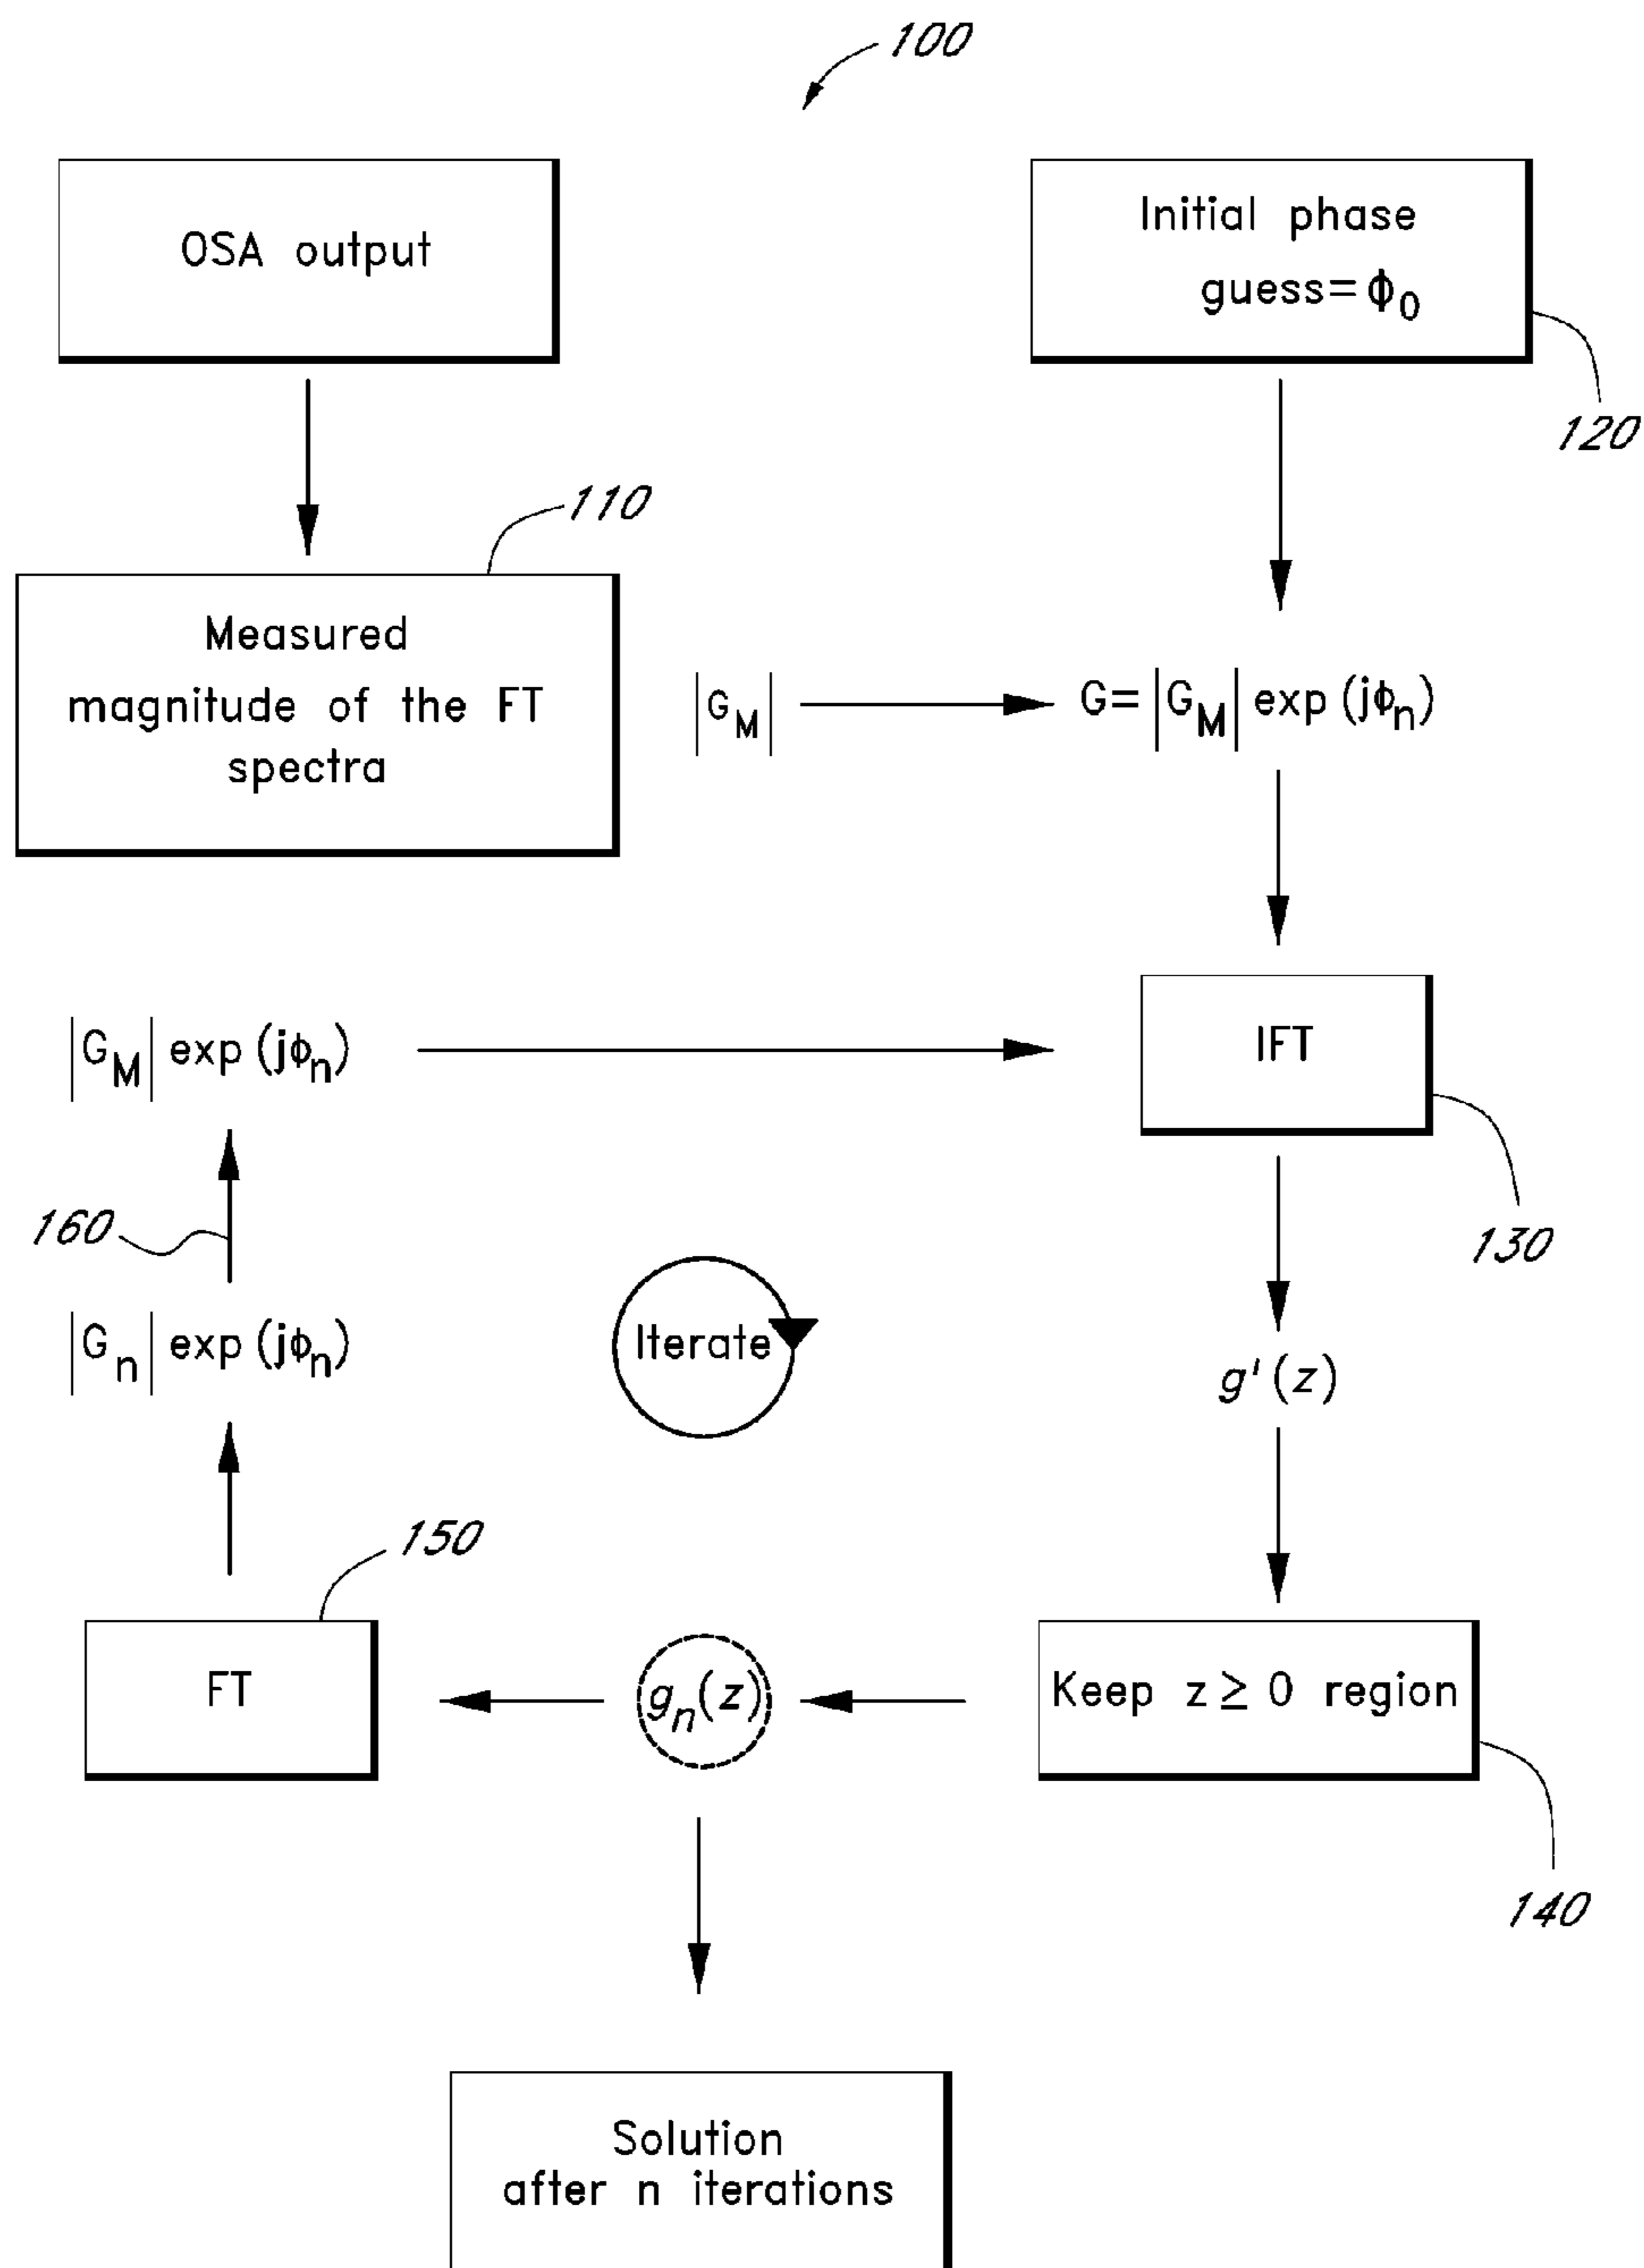 100
OSA output
Initial phase
guess=ϕ0
120
110
Measured
magnitude of the FT
spectra
|GM|
G=|GM| exp(jϕn)
|GM| exp(jϕn)
IFT
160
130
|Gn| exp(jϕn)
Iterate
g'(z)
150
FT
gn(z)
Keep z ≥ 0 region
140
Solution
after n iterations